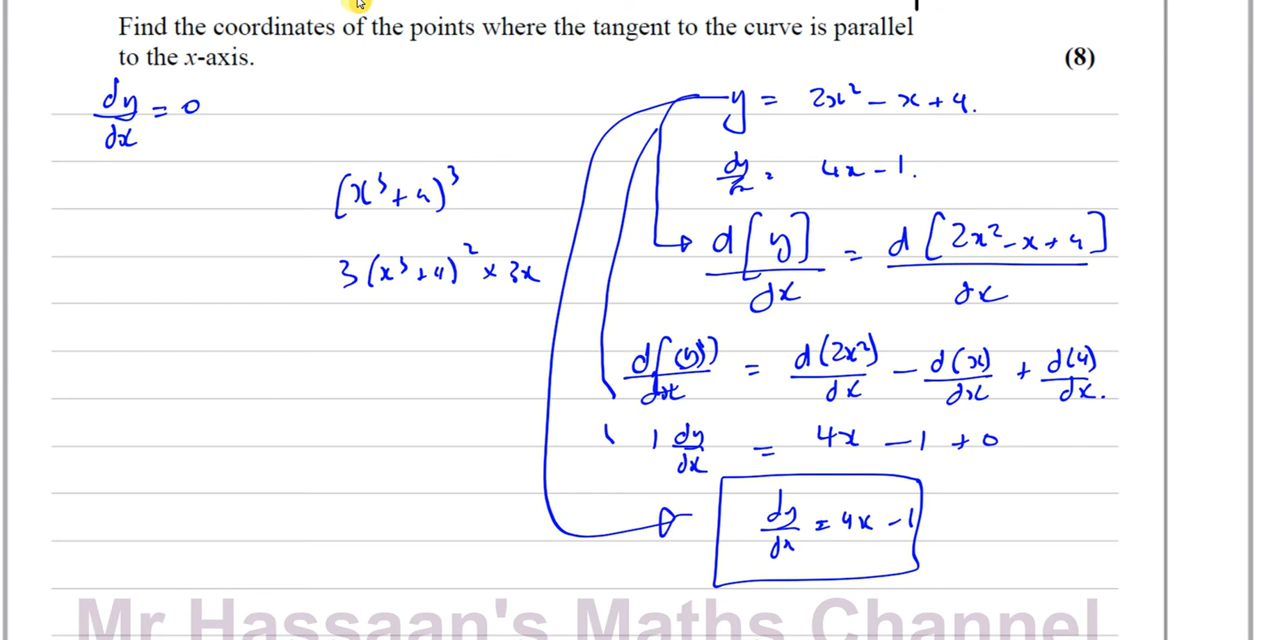 Find the coordinates of the points where the tangent to the curve is parallel
to the x-axis.
(8)
dy/dx = 0
y = 2x² - x + 4.
dy/x = 4x - 1.
(x³ + 4)³
3(x³ + 4)² × 3x
d[y]/dx = d[2x² - x + 4]/dx
d((y))/dx = d(2x²)/dx - d(x)/dx + d(4)/dx.
1 dy/dx = 4x - 1 + 0
dy/dx = 4x - 1
Mr Hassaan's Maths Channel